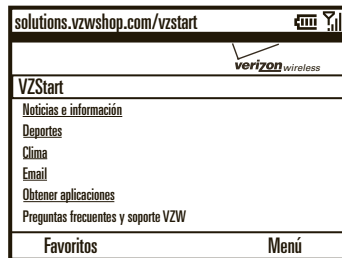 solutions.vzwshop.com/vzstart
verizon wireless
VZStart
Noticias e información
Deportes
Clima
Email
Obtener aplicaciones
Preguntas frecuentes y soporte VZW
Favoritos Menú